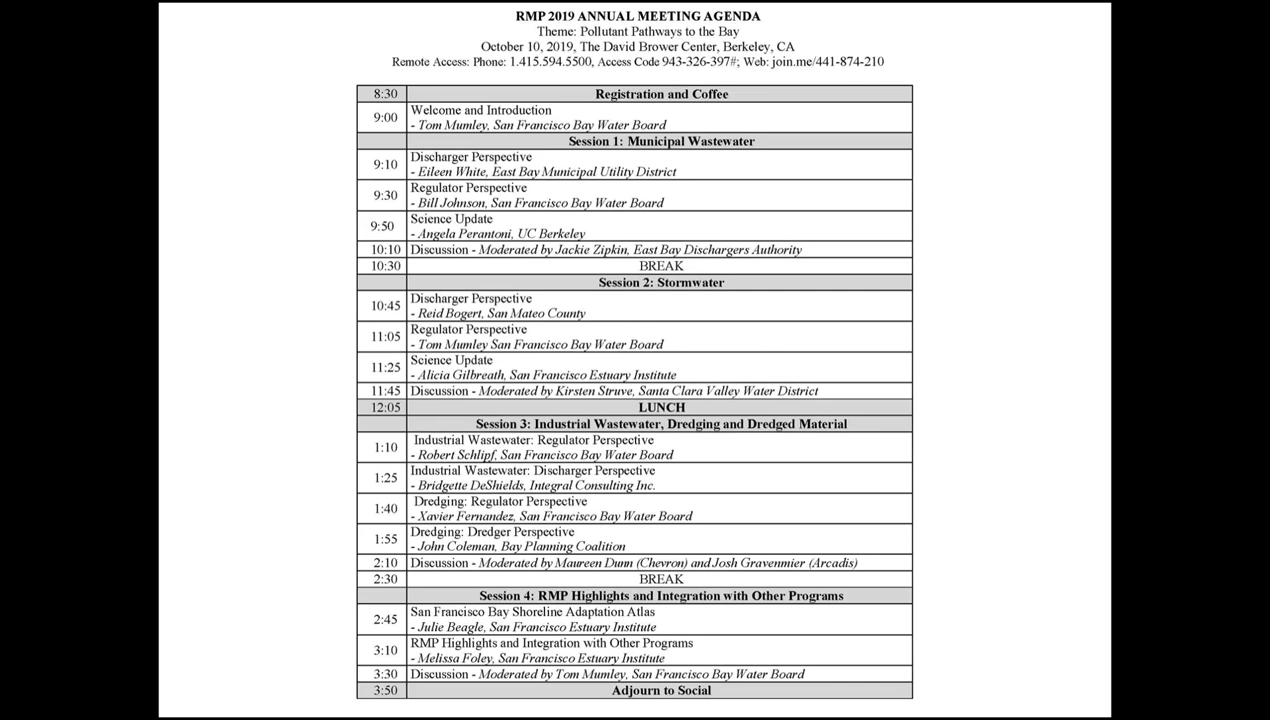 RMP 2019 ANNUAL MEETING AGENDA
Theme: Pollutant Pathways to the Bay
October 10, 2019, The David Brower Center, Berkeley, CA
Remote Access: Phone: 1.415.594.5500, Access Code 943-326-397#; Web: join.me/441-874-210
8:30 Registration and Coffee
9:00 Welcome and Introduction
- Tom Mumley, San Francisco Bay Water Board
Session 1: Municipal Wastewater
9:10 Discharger Perspective
- Eileen White, East Bay Municipal Utility District
9:30 Regulator Perspective
- Bill Johnson, San Francisco Bay Water Board
9:50 Science Update
- Angela Perantoni, UC Berkeley
10:10 Discussion - Moderated by Jackie Zipkin, East Bay Dischargers Authority
10:30 BREAK
Session 2: Stormwater
10:45 Discharger Perspective
- Reid Bogert, San Mateo County
11:05 Regulator Perspective
- Tom Mumley San Francisco Bay Water Board
11:25 Science Update
- Alicia Gilbreath, San Francisco Estuary Institute
11:45 Discussion - Moderated by Kirsten Struve, Santa Clara Valley Water District
12:05 LUNCH
Session 3: Industrial Wastewater, Dredging and Dredged Material
1:10 Industrial Wastewater: Regulator Perspective
- Robert Schlipf, San Francisco Bay Water Board
1:25 Industrial Wastewater: Discharger Perspective
- Bridgette DeShields, Integral Consulting Inc.
1:40 Dredging: Regulator Perspective
- Xavier Fernandez, San Francisco Bay Water Board
1:55 Dredging: Dredger Perspective
- John Coleman, Bay Planning Coalition
2:10 Discussion - Moderated by Maureen Dunn (Chevron) and Josh Gravenmier (Arcadis)
2:30 BREAK
Session 4: RMP Highlights and Integration with Other Programs
2:45 San Francisco Bay Shoreline Adaptation Atlas
- Julie Beagle, San Francisco Estuary Institute
3:10 RMP Highlights and Integration with Other Programs
- Melissa Foley, San Francisco Estuary Institute
3:30 Discussion - Moderated by Tom Mumley, San Francisco Bay Water Board
3:50 Adjourn to Social